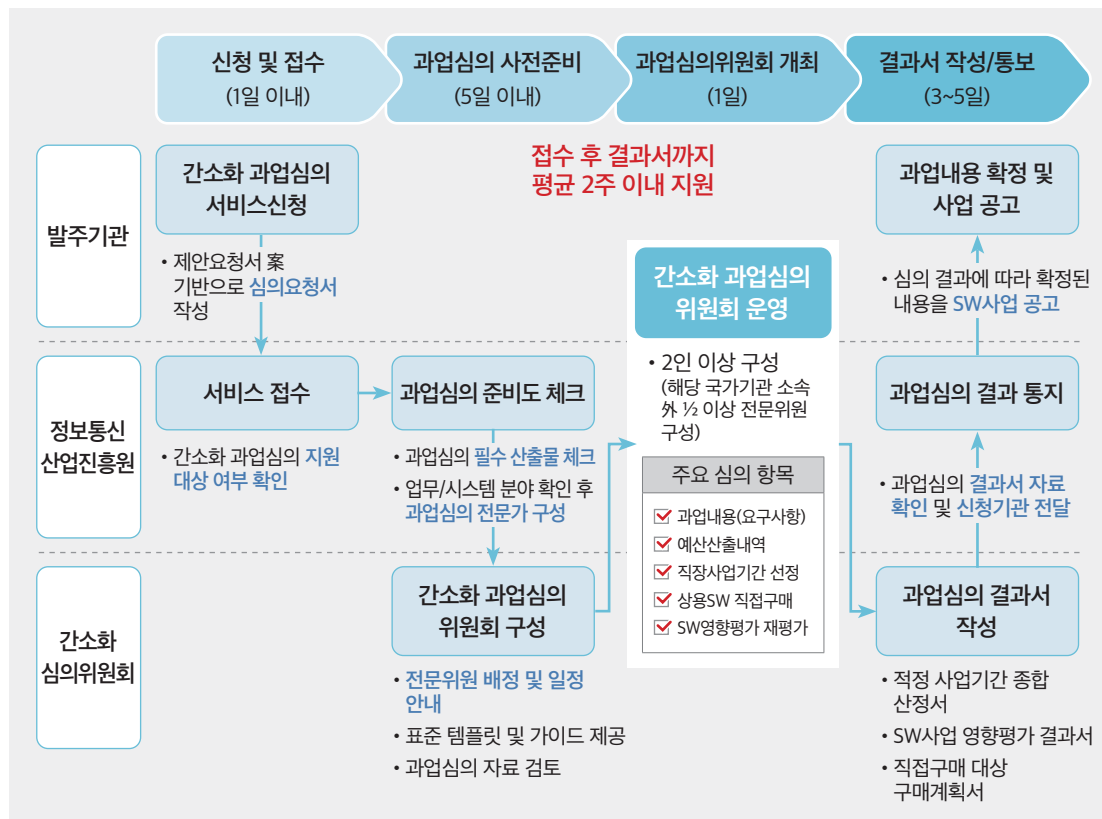 신청 및 접수
(1일 이내)
과업심의 사전준비
(5일 이내)
과업심의위원회 개최
(1일)
결과서 작성/통보
(3~5일)
접수 후 결과서까지
평균 2주 이내 지원
발주기관
간소화 과업심의
서비스신청
• 제안요청서 案
기반으로 심의요청서
작성
과업내용 확정 및
사업 공고
• 심의 결과에 따라 확정된
내용을 SW사업 공고
간소화 과업심의
위원회 운영
• 2인 이상 구성
(해당 국가기관 소속
外 ½ 이상 전문위원
구성)
주요 심의 항목
과업내용(요구사항)
예산산출내역
직장사업기간 선정
상용SW 직접구매
SW영향평가 재평가
정보통신
산업진흥원
서비스 접수
• 간소화 과업심의 지원
대상 여부 확인
과업심의 준비도 체크
• 과업심의 필수 산출물 체크
• 업무/시스템 분야 확인 후
과업심의 전문가 구성
과업심의 결과 통지
• 과업심의 결과서 자료
확인 및 신청기관 전달
간소화
심의위원회
간소화 과업심의
위원회 구성
• 전문위원 배정 및 일정
안내
• 표준 템플릿 및 가이드 제공
• 과업심의 자료 검토
과업심의 결과서
작성
• 적정 사업기간 종합
산정서
• SW사업 영향평가 결과서
• 직접구매 대상
구매계획서